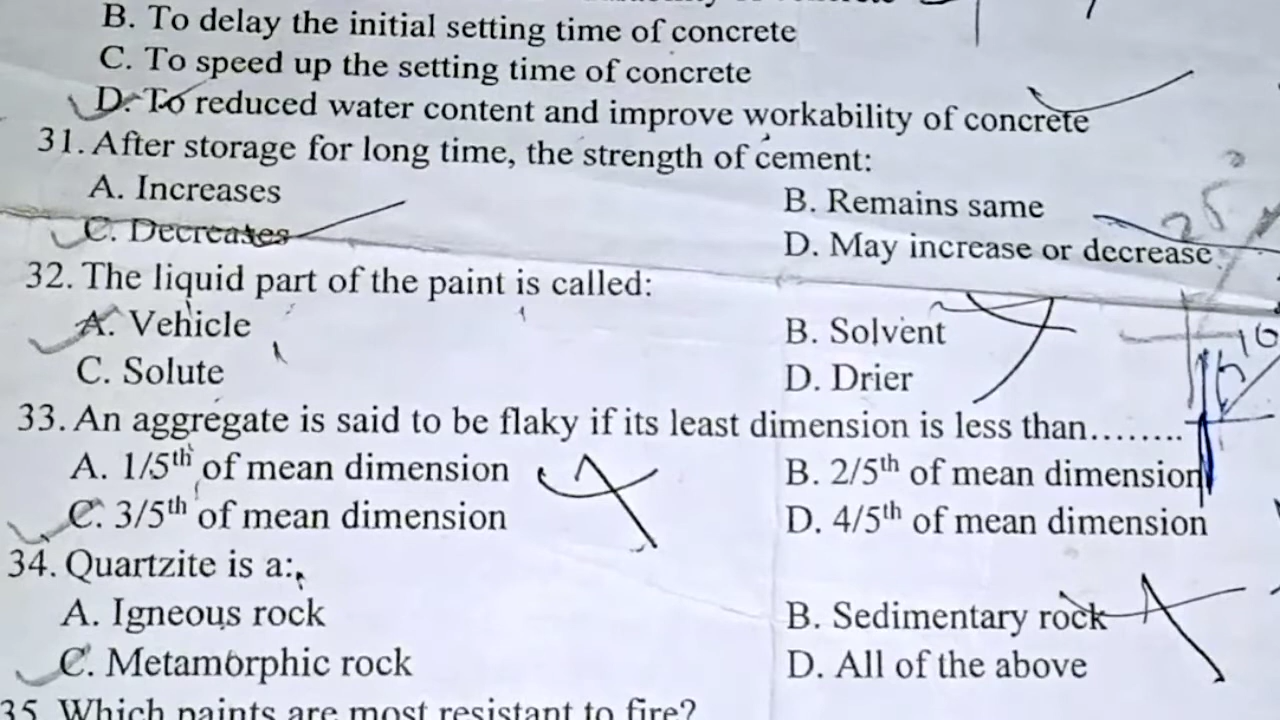 B. To delay the initial setting time of concrete
C. To speed up the setting time of concrete
D. To reduced water content and improve workability of concrete
31. After storage for long time, the strength of cement:
A. Increases
B. Remains same
C. Decreases
D. May increase or decrease
32. The liquid part of the paint is called:
A. Vehicle
B. Solvent
C. Solute
D. Drier
33. An aggregate is said to be flaky if its least dimension is less than........
A. 1/5th of mean dimension
B. 2/5th of mean dimension
C. 3/5th of mean dimension
D. 4/5th of mean dimension
34. Quartzite is a:
A. Igneous rock
B. Sedimentary rock
C. Metamorphic rock
D. All of the above
35. Which paints are most resistant to fire?